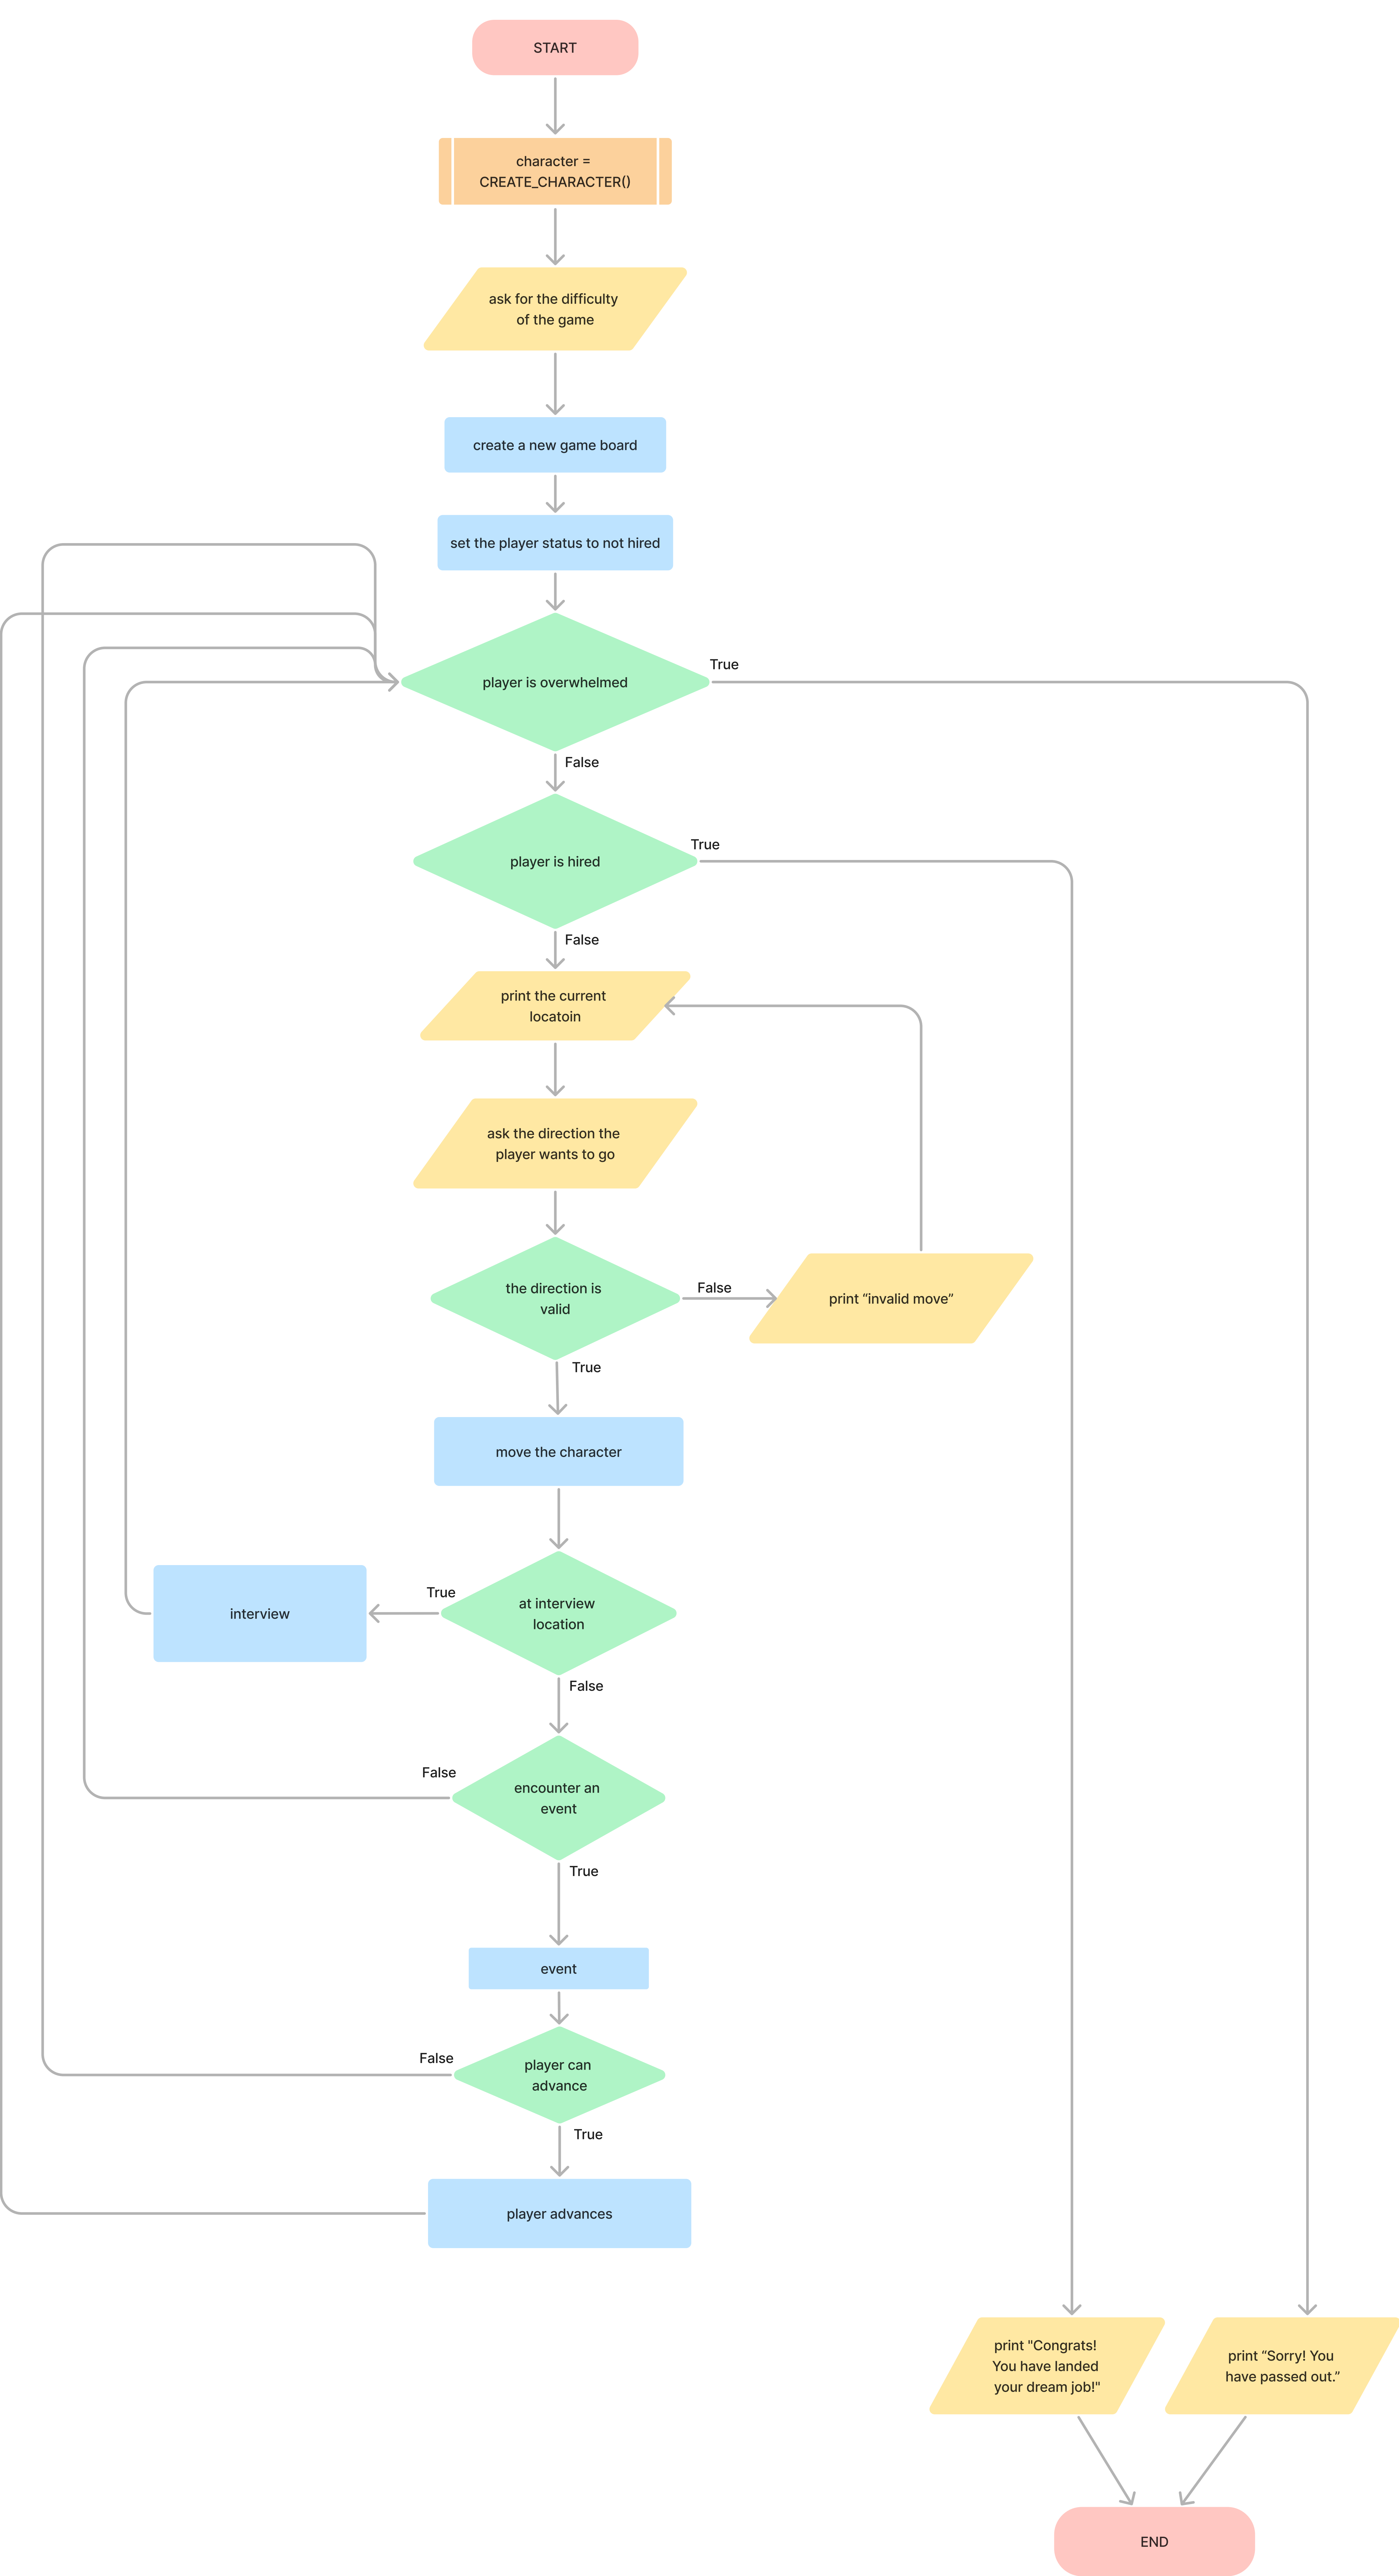 START
character =
CREATE_CHARACTER()
ask for the difficulty
of the game
create a new game board
set the player status to not hired
player is overwhelmed
True
False
player is hired
True
False
print the current
locatoin
ask the direction the
player wants to go
the direction is
valid
False
print “invalid move”
True
move the character
at interview
location
True
interview
False
encounter an
event
False
True
event
player can
advance
False
True
player advances
print "Congrats!
You have landed
your dream job!"
print “Sorry! You
have passed out.”
END